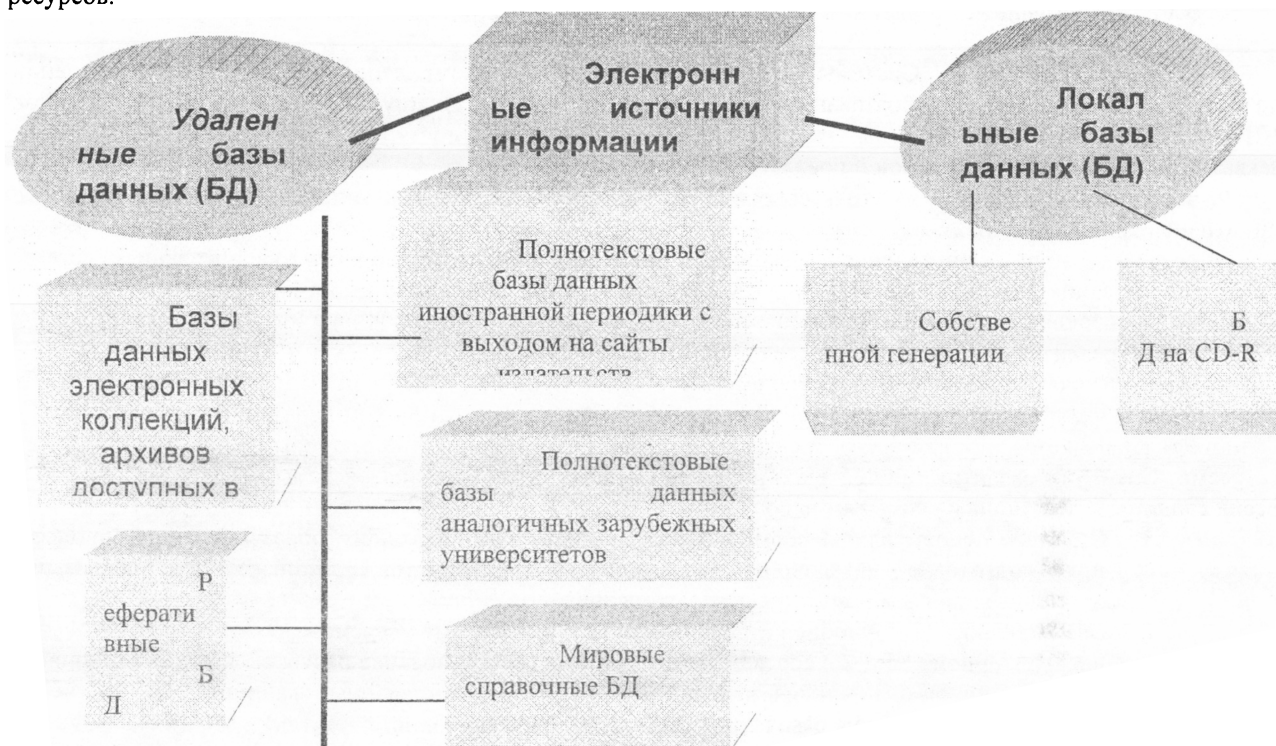 ресурсов.
Электронн
ые источники
информации
Удален
ные базы
данных (БД)
Локал
ьные базы
данных (БД)
Базы
данных
электронных
коллекций,
архивов
доступных в
Полнотекстовые
базы данных
иностранной периодики с
выходом на сайты
издательств
Собстве
нной генерации
Б
Д на CD-R
Полнотекстовые
базы данных
аналогичных зарубежных
университетов
Р
еферати
вные
Б
Д
Мировые
справочные БД